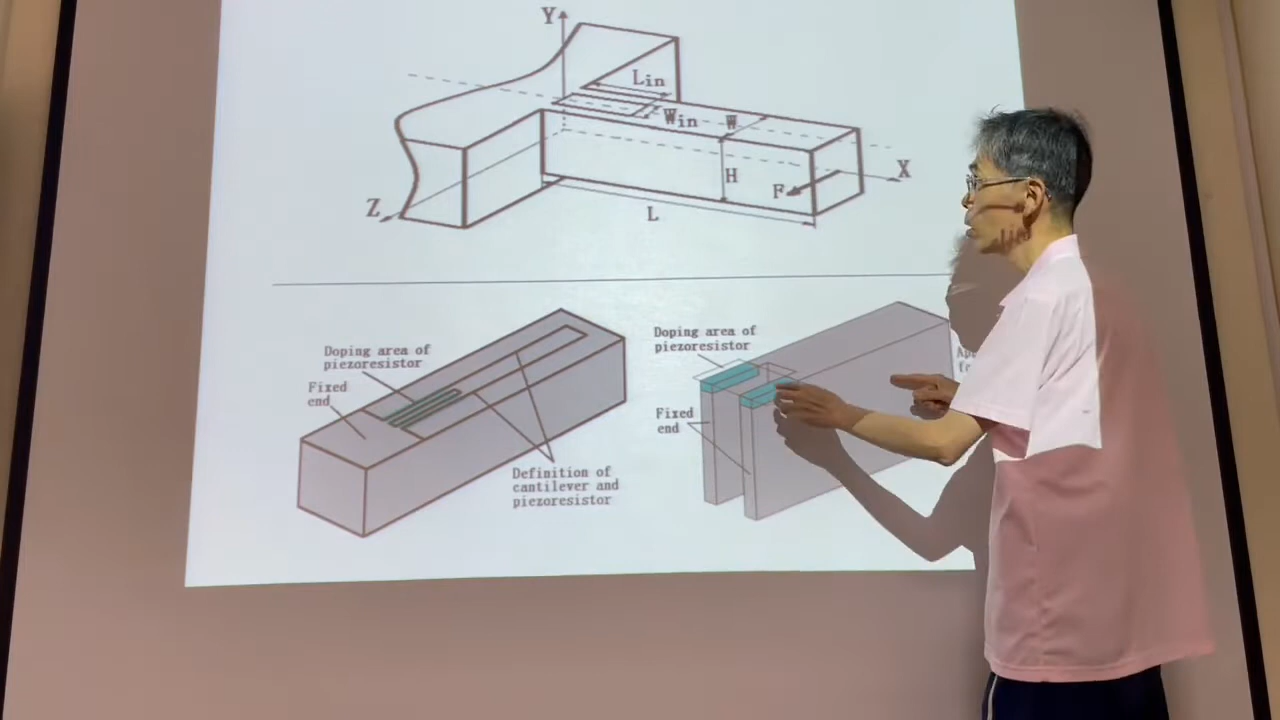 Y
Lin
Win
W
H
F
X
Z
L
Doping area of
piezoresistor
Fixed
end
Definition of
cantilever and
piezoresistor
Doping area of
piezoresistor
Fixed
end